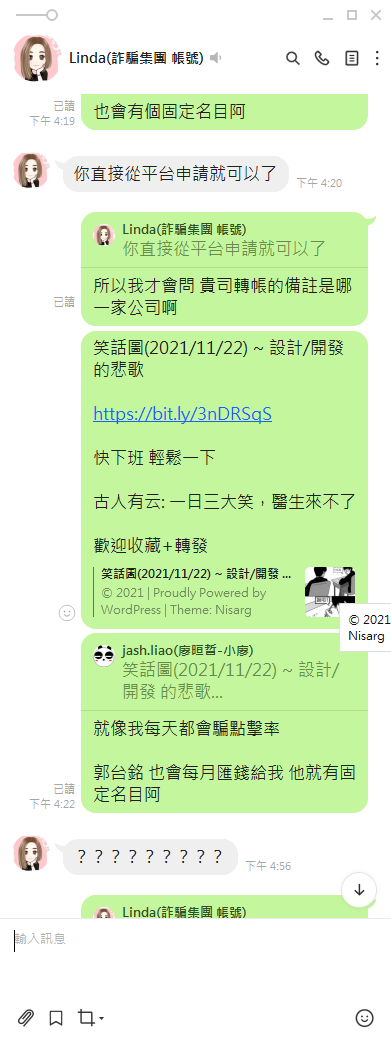 Linda(詐騙集團 帳號)
已讀
下午 4:19
也會有個固定名目阿
你直接從平台申請就可以了
下午 4:20
Linda(詐騙集團 帳號)
你直接從平台申請就可以了
所以我才會問 貴司轉帳的備註是哪
一家公司啊
已讀
笑話圖(2021/11/22) ~ 設計/開發
的悲歌
https://bit.ly/3nDRSqS
快下班 輕鬆一下
古人有云: 一日三大笑，醫生來不了
歡迎收藏+轉發
笑話圖(2021/11/22) ~ 設計/開發 ...
© 2021 | Proudly Powered by
WordPress | Theme: Nisarg
© 2021
Nisarg
jash.liao(廖晅晢-小廖)
笑話圖(2021/11/22) ~ 設計/
開發 的悲歌...
就像我每天都會騙點擊率
郭台銘 也會每月匯錢給我 他就有固
定名目阿
已讀
下午 4:22
？？？？？？？？？
下午 4:56
Linda(詐騙集團 帳號)
輸入訊息